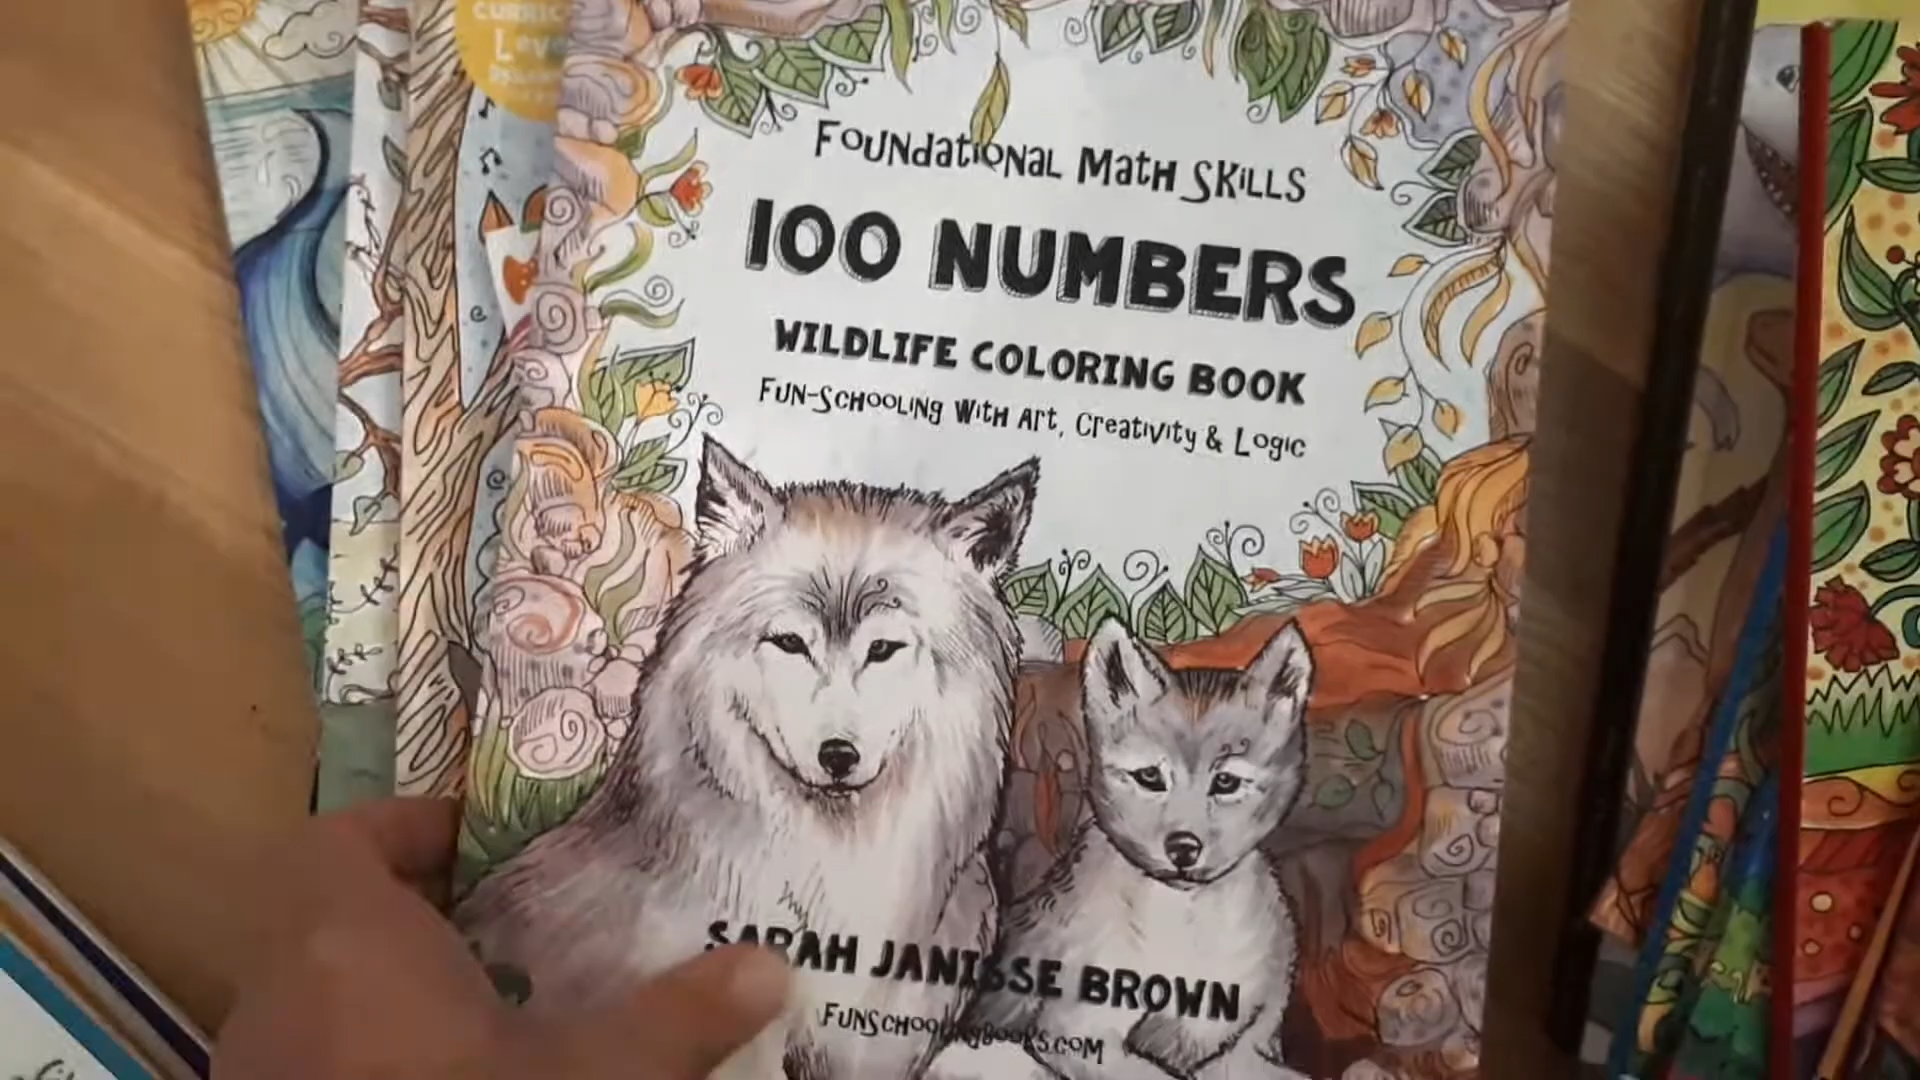 Level
Foundational Math Skills
100 NUMBERS
WILDLIFE COLORING BOOK
Fun-Schooling With Art, Creativity & Logic
SARAH JANISSE BROWN
FunSchoolingBooks.com